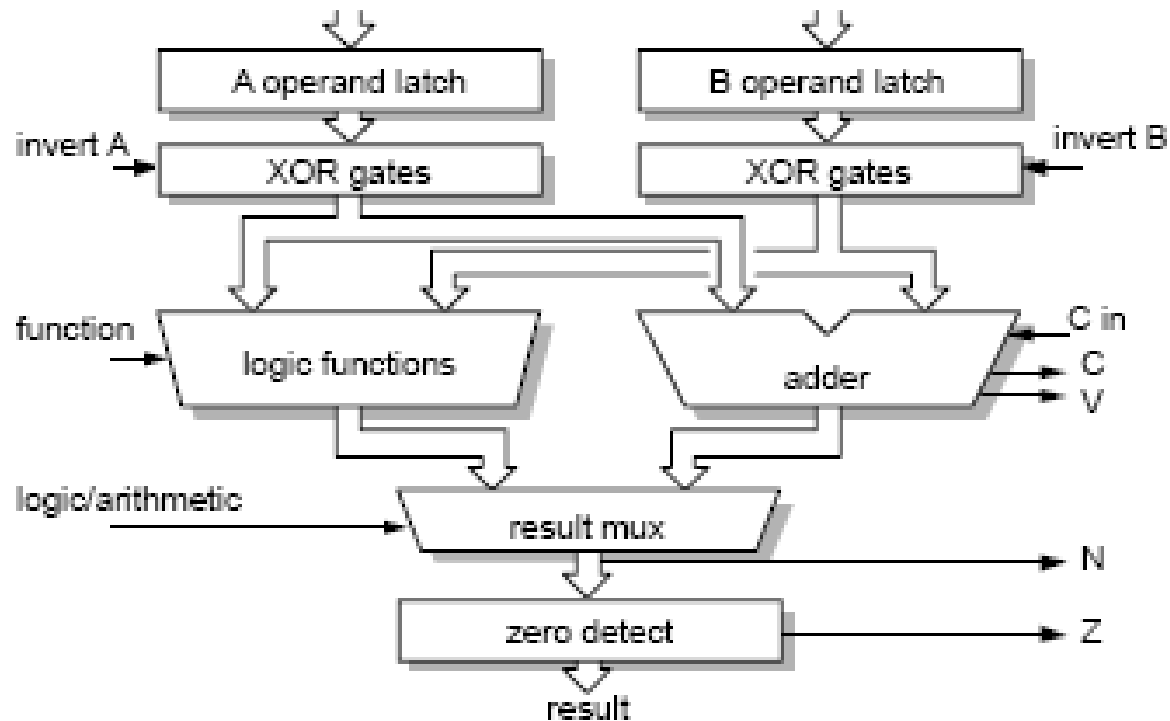 A operand latch
B operand latch
invert A
XOR gates
XOR gates
invert B
function
logic functions
adder
C in
C
V
logic/arithmetic
result mux
N
zero detect
Z
result